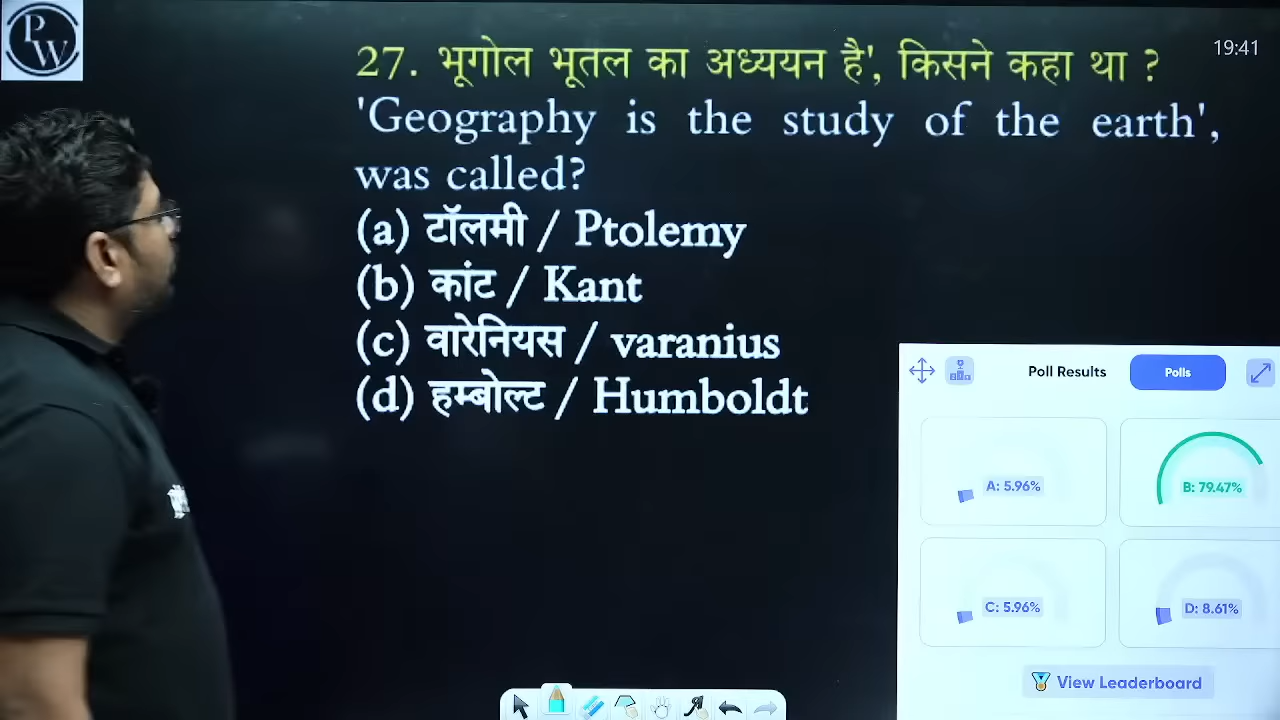 PW
19:41
27. भूगोल भूतल का अध्ययन है', किसने कहा था ?
'Geography is the study of the earth',
was called?
(a) टॉलमी / Ptolemy
(b) कांट / Kant
(c) वारेनियस / varanius
(d) हम्बोल्ट / Humboldt
Poll Results
Polls
A: 5.96%
B: 79.47%
C: 5.96%
D: 8.61%
View Leaderboard